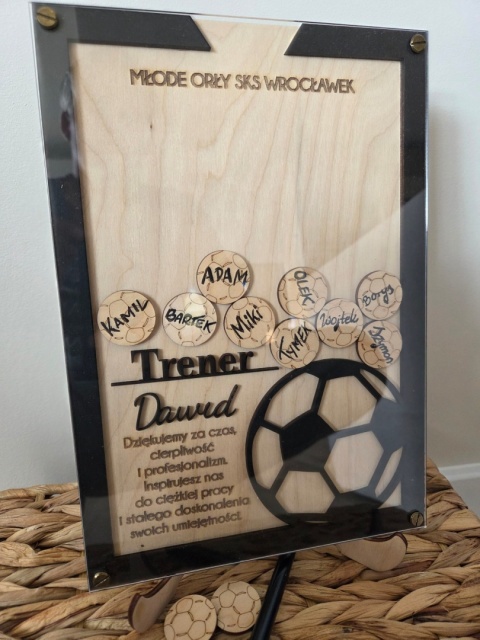 MŁODE ORŁY SKS WROCŁAWEK
ADAM
OLEK
Borys
KAMIL
BARTEK
Miki
TYMEK
Wojtek
Szymon
Trener
Dawid
Dziękujemy za czas,
cierpliwość
i profesjonalizm.
Inspirujesz nas
do ciężkiej pracy
i stałego doskonalenia
swoich umiejętności.